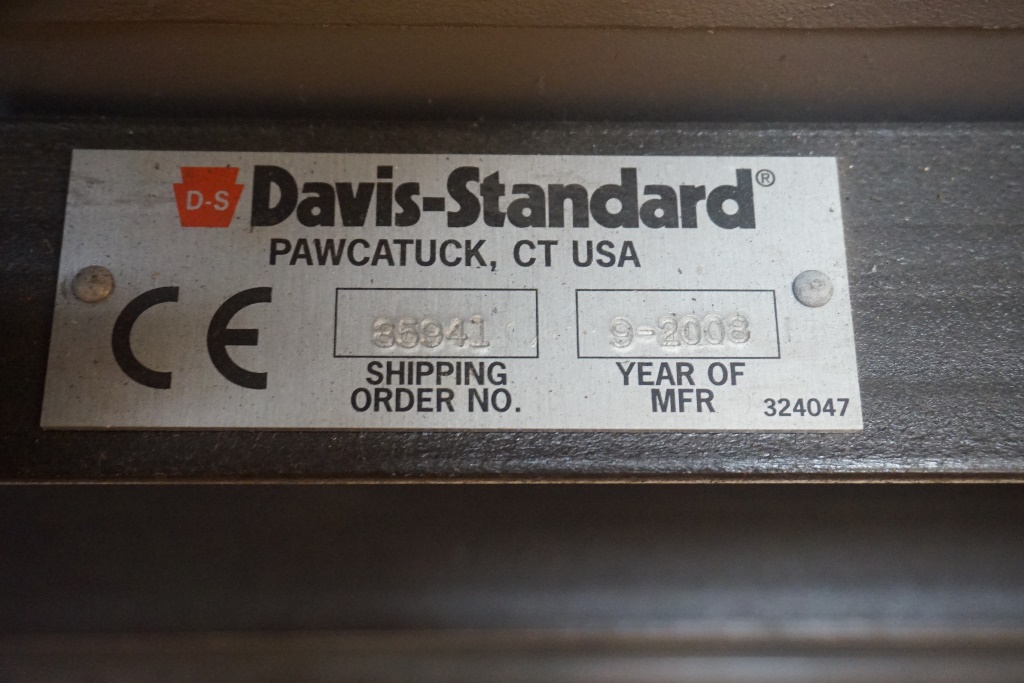 D-S Davis-Standard®
PAWCATUCK, CT USA
CE
35941 9-2008
SHIPPING ORDER NO.
YEAR OF MFR
324047